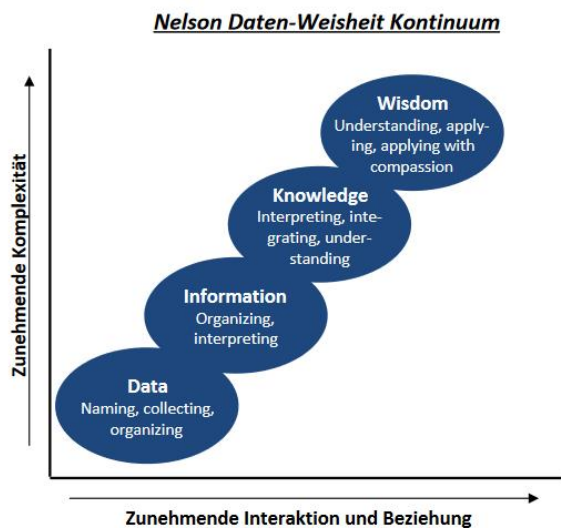 Nelson Daten-Weisheit Kontinuum
Wisdom
Understanding, apply-
ing, applying with
compassion
Knowledge
Interpreting, inte-
grating, under-
standing
Information
Organizing,
interpreting
Data
Naming, collecting,
organizing
Zunehmende Komplexität
Zunehmende Interaktion und Beziehung